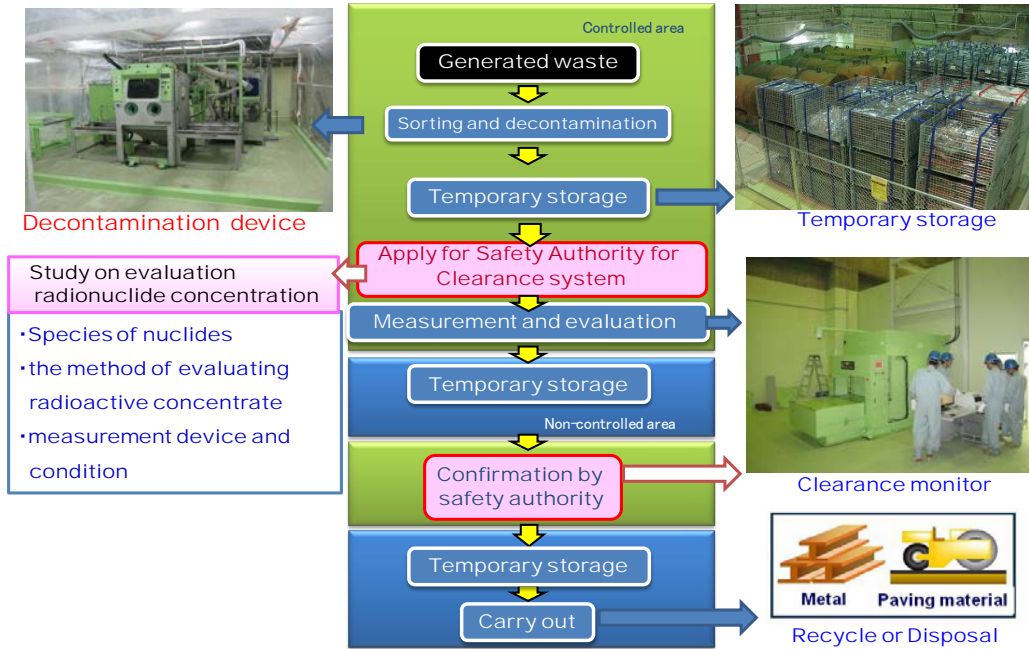 Controlled area
Generated waste
Sorting and decontamination
Temporary storage
Decontamination device
Temporary storage
Apply for Safety Authority for
Clearance system
Study on evaluation
radionuclide concentration
・Species of nuclides
・the method of evaluating
radioactive concentrate
・measurement device and
condition
Measurement and evaluation
Temporary storage
Non-controlled area
Confirmation by
safety authority
Clearance monitor
Temporary storage
Carry out
Metal
Paving material
Recycle or Disposal